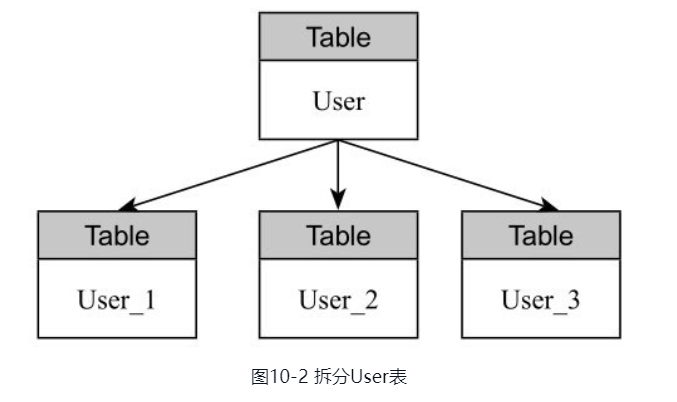 Table
User
Table
Table
Table
User_1
User_2
User_3
图10-2 拆分User表